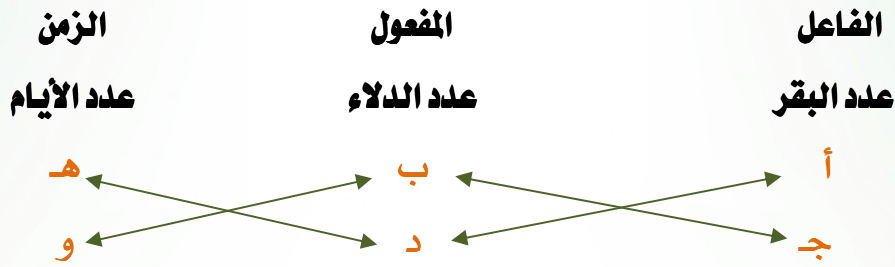 الفاعل المفعول الزمن
عدد البقر عدد الدلاء عدد الأيام
أ ب هـ
جـ د و